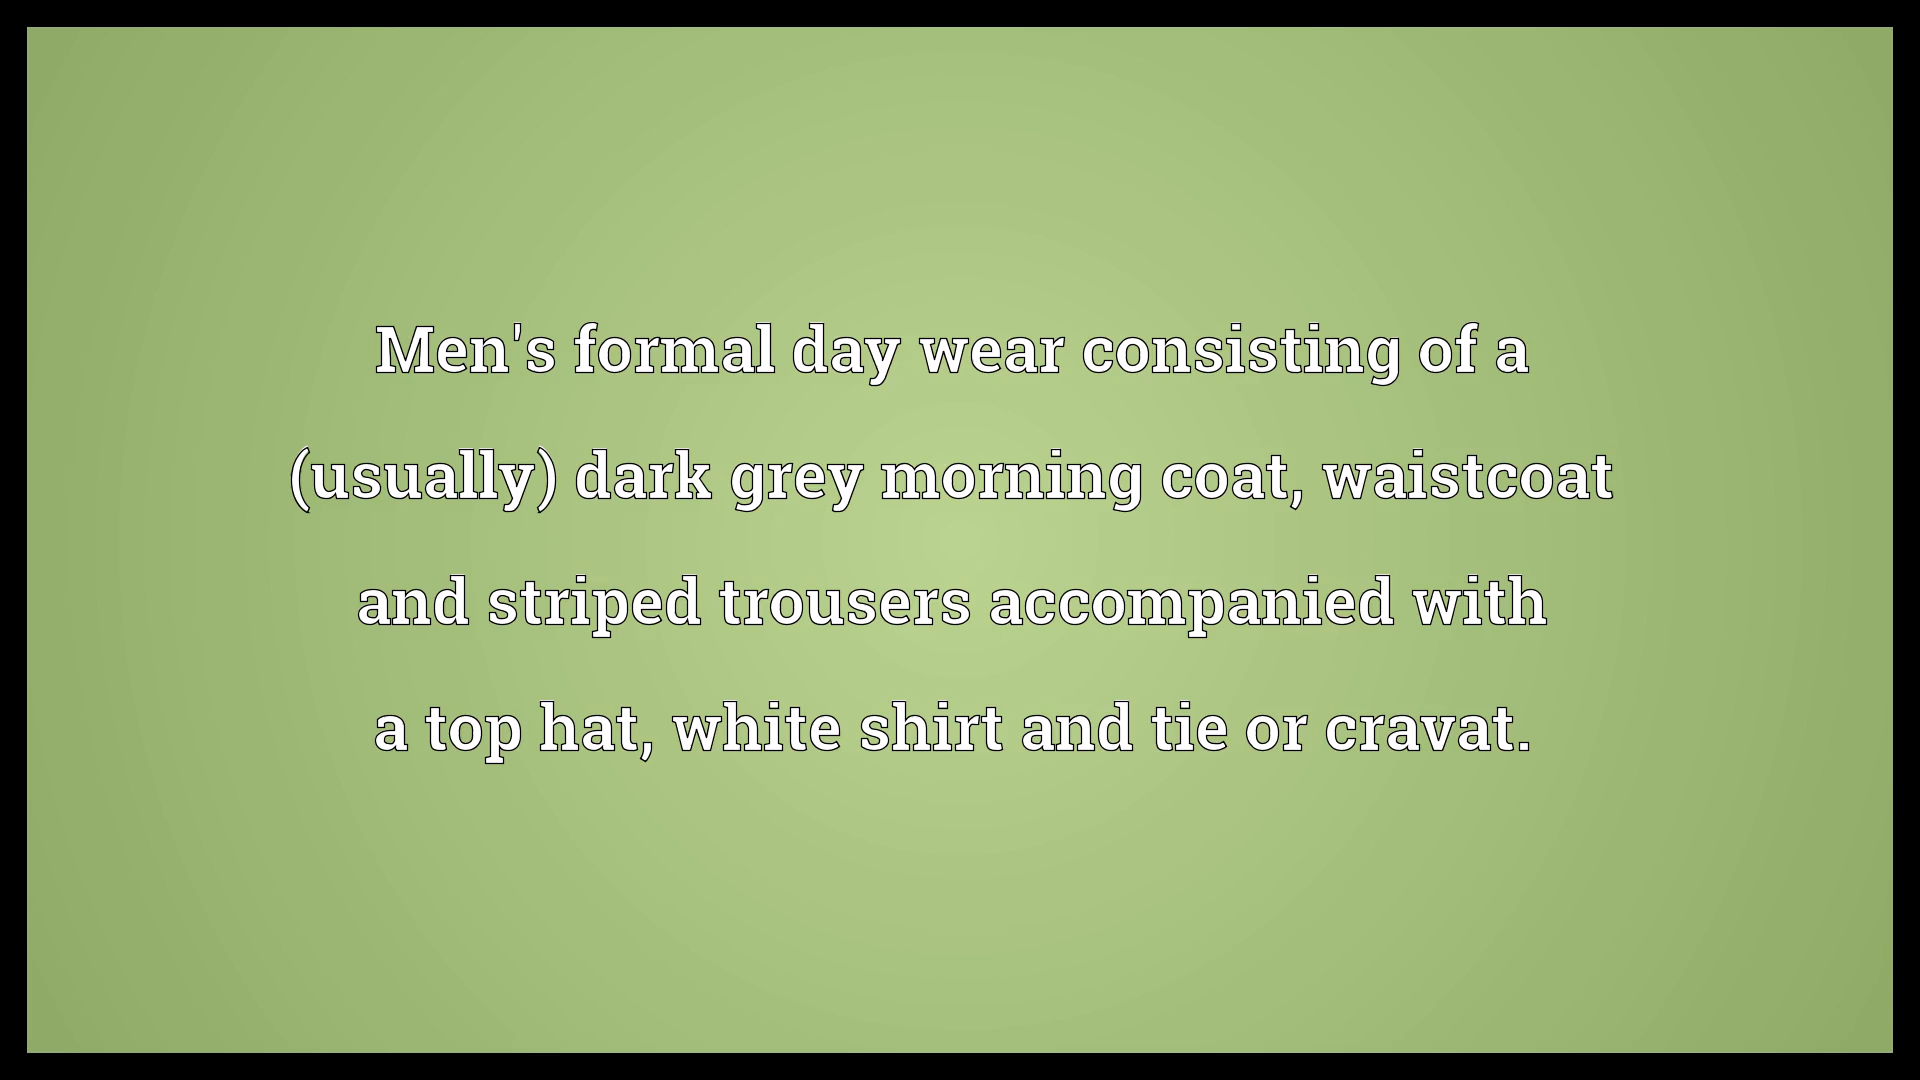 Men's formal day wear consisting of a
(usually) dark grey morning coat, waistcoat
and striped trousers accompanied with
a top hat, white shirt and tie or cravat.